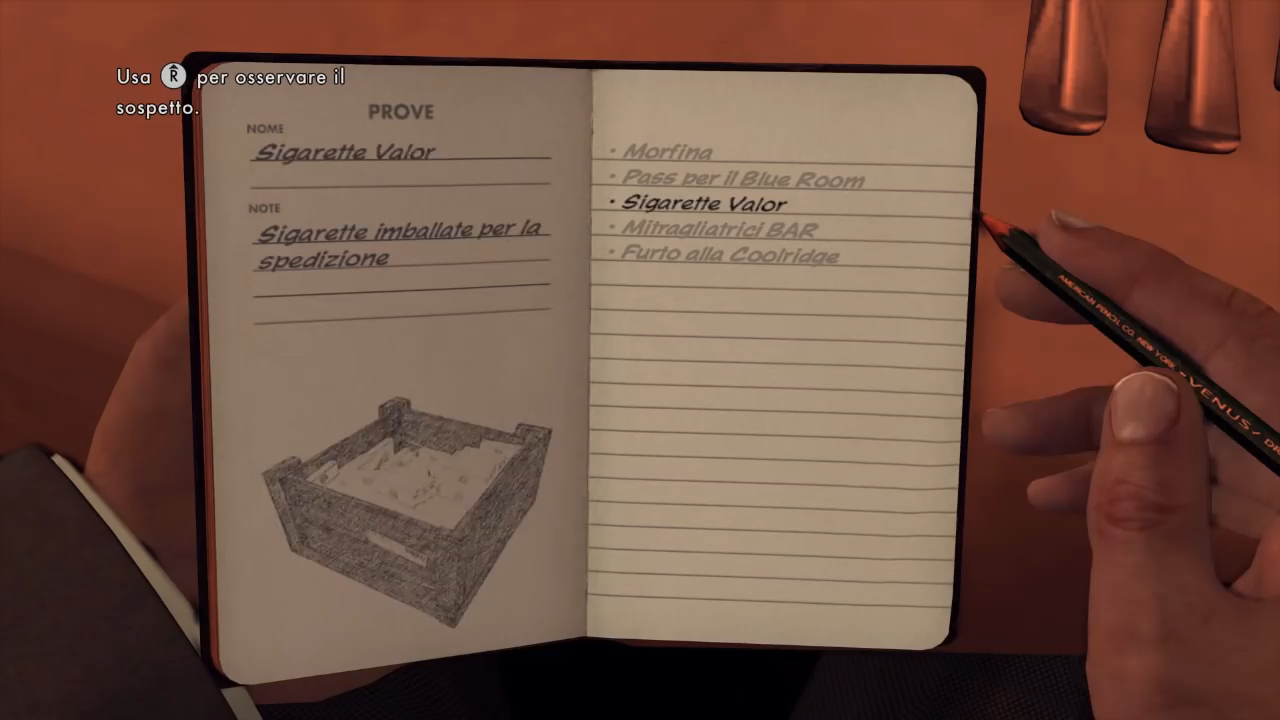 Usa R per osservare il
sospetto.
PROVE
NOME
Sigarette Valor
NOTE
Sigarette imballate per la
spedizione
• Morfina
• Pass per il Blue Room
• Sigarette Valor
• Mitragliatrici BAR
• Furto alla Coolridge
AMERICAN PENCIL CO. NEW YORK VENUS / DR